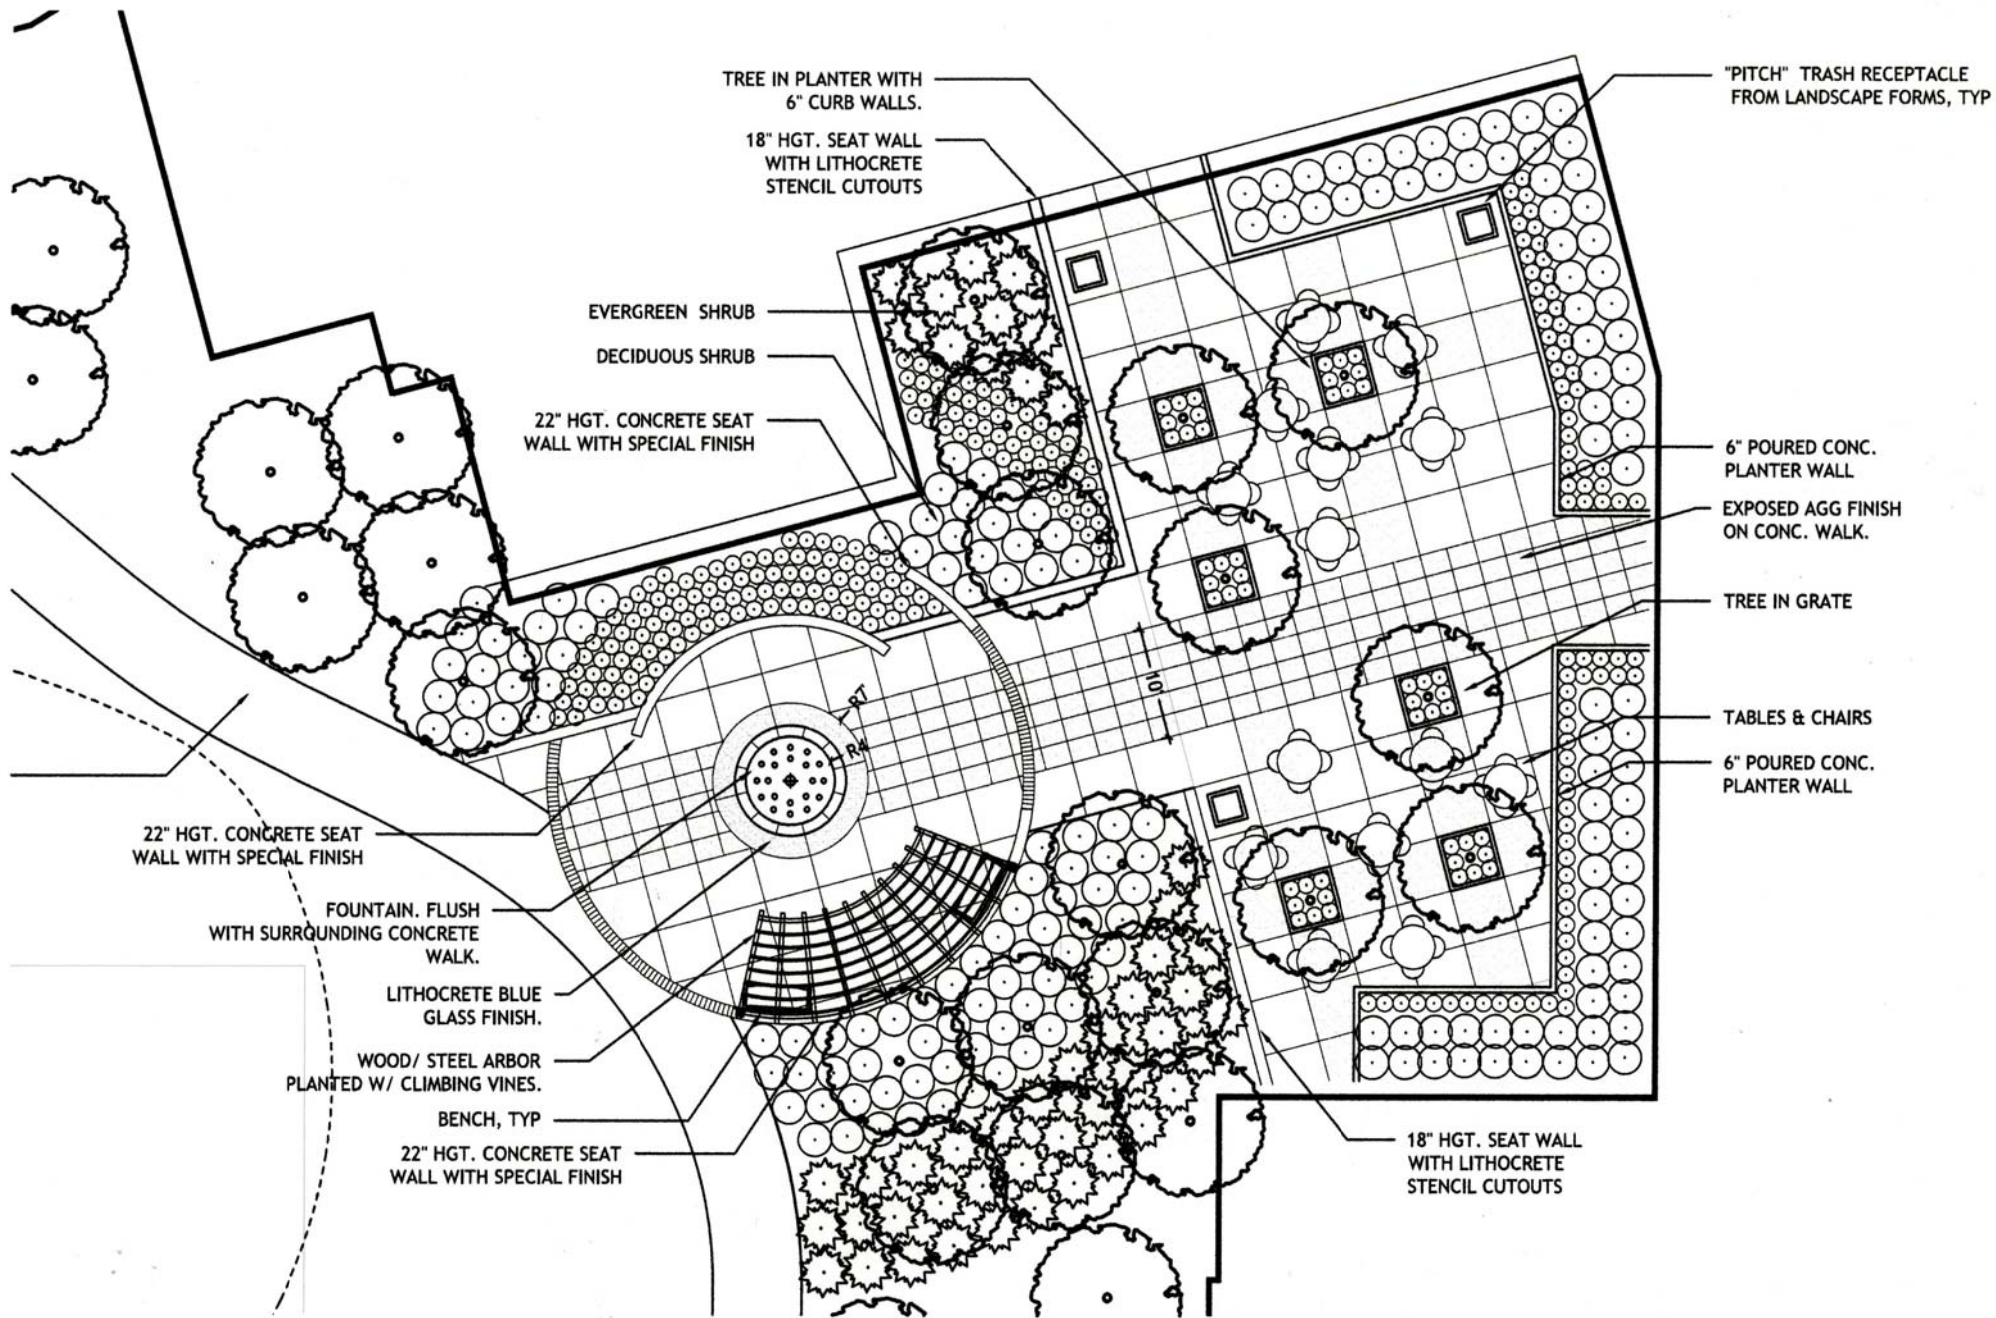 TREE IN PLANTER WITH
6" CURB WALLS.
18" HGT. SEAT WALL
WITH LITHOCRETE
STENCIL CUTOUTS
"PITCH" TRASH RECEPTACLE
FROM LANDSCAPE FORMS, TYP
EVERGREEN SHRUB
DECIDUOUS SHRUB
22" HGT. CONCRETE SEAT
WALL WITH SPECIAL FINISH
6" POURED CONC.
PLANTER WALL
EXPOSED AGG FINISH
ON CONC. WALK.
TREE IN GRATE
TABLES & CHAIRS
6" POURED CONC.
PLANTER WALL
10'
R7
R4
22" HGT. CONCRETE SEAT
WALL WITH SPECIAL FINISH
FOUNTAIN. FLUSH
WITH SURROUNDING CONCRETE
WALK.
LITHOCRETE BLUE
GLASS FINISH.
WOOD/ STEEL ARBOR
PLANTED W/ CLIMBING VINES.
BENCH, TYP
22" HGT. CONCRETE SEAT
WALL WITH SPECIAL FINISH
18" HGT. SEAT WALL
WITH LITHOCRETE
STENCIL CUTOUTS